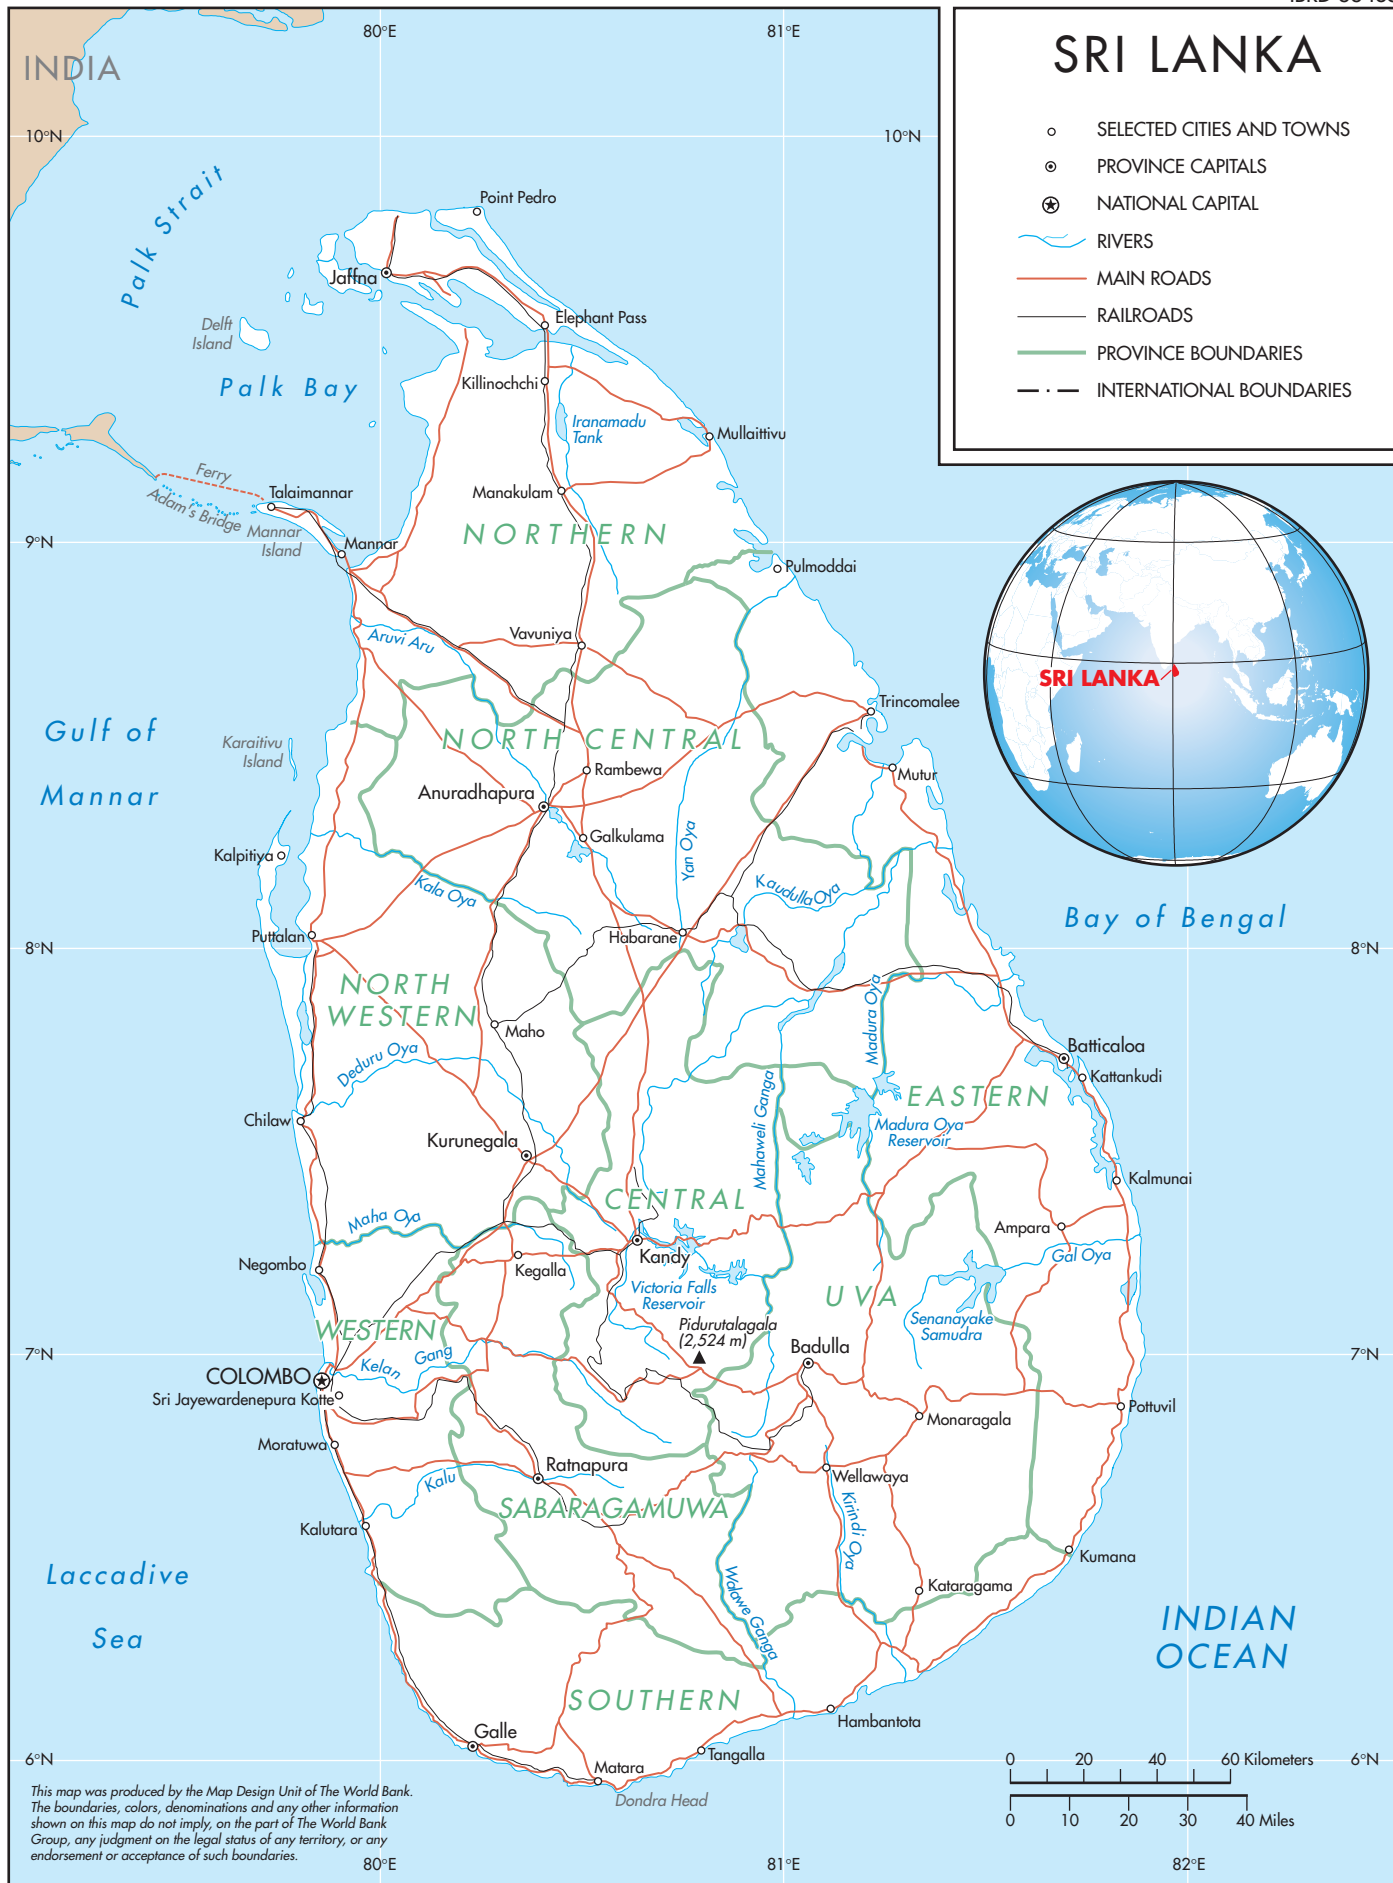 80°E
81°E
INDIA
SRI LANKA
10°N
10°N
SELECTED CITIES AND TOWNS
PROVINCE CAPITALS
NATIONAL CAPITAL
RIVERS
MAIN ROADS
RAILROADS
PROVINCE BOUNDARIES
INTERNATIONAL BOUNDARIES
Palk Strait
Point Pedro
Jaffna
Elephant Pass
Delft
Island
Palk Bay
Killinochchi
Iranamadu
Tank
Mullaittivu
Ferry
Adam's Bridge
Talaimannar
Mannar
Island
Mannar
Manakulam
NORTHERN
9°N
Pulmoddai
Aruvi Aru
Vavuniya
SRI LANKA
Trincomalee
Gulf of
Mannar
Karaitivu
Island
NORTH CENTRAL
Rambewa
Mutur
Anuradhapura
Galkulama
Kalpitiya
Yan Oya
Kala Oya
Kaudulla Oya
Bay of Bengal
Puttalan
Habarane
8°N
8°N
NORTH
WESTERN
Maho
Madura Oya
Deduru Oya
Batticaloa
Kattankudi
EASTERN
Chilaw
Mahaweli Ganga
Madura Oya
Reservoir
Kurunegala
Kalmunai
CENTRAL
Maha Oya
Ampara
Gal Oya
Kandy
Negombo
Kegalla
Victoria Falls
Reservoir
UVA
Senanayake
Samudra
WESTERN
Pidurutalagala
(2,524 m)
Badulla
7°N
7°N
Kelan Gang
COLOMBO
Sri Jayewardenepura Kotte
Monaragala
Pottuvil
Moratuwa
Ratnapura
Wellawaya
Kalu
SABARAGAMUWA
Kirindi Oya
Kalutara
Kumana
Laccadive
Sea
Walawe Ganga
Kataragama
INDIAN
OCEAN
SOUTHERN
Hambantota
Galle
Tangalla
Matara
Dondra Head
6°N
6°N
0 20 40 60 Kilometers
0 10 20 30 40 Miles
This map was produced by the Map Design Unit of The World Bank.
The boundaries, colors, denominations and any other information
shown on this map do not imply, on the part of The World Bank
Group, any judgment on the legal status of any territory, or any
endorsement or acceptance of such boundaries.
80°E
81°E
82°E